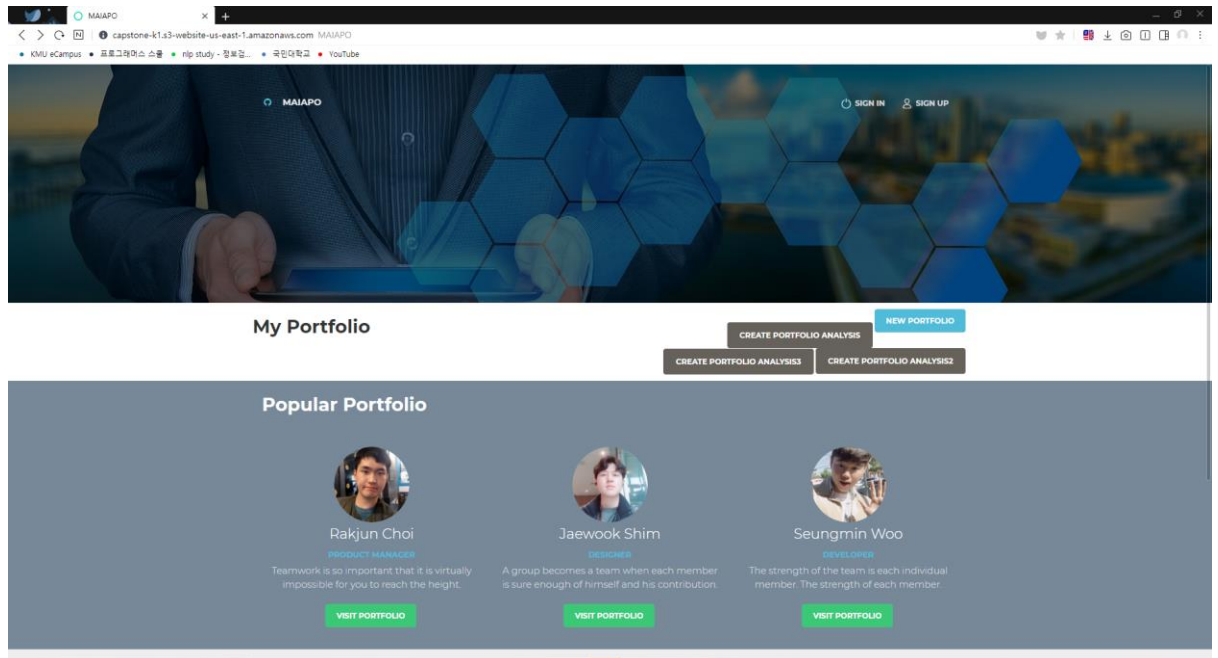 MAIAPO
capstone-k1.s3-website-us-east-1.amazonaws.com MAIAPO
KMU eCampus 프로그래머스 스쿨 nlp study - 정보검... 국민대학교 YouTube
MAIAPO SIGN IN SIGN UP
My Portfolio
NEW PORTFOLIO
CREATE PORTFOLIO ANALYSIS
CREATE PORTFOLIO ANALYSIS3 CREATE PORTFOLIO ANALYSIS2
Popular Portfolio
Rakjun Choi
PRODUCT MANAGER
Teamwork is so important that it is virtually
impossible for you to reach the height.
VISIT PORTFOLIO
Jaewook Shim
DESIGNER
A group becomes a team when each member
is sure enough of himself and his contribution.
VISIT PORTFOLIO
Seungmin Woo
DEVELOPER
The strength of the team is each individual
member. The strength of each member.
VISIT PORTFOLIO